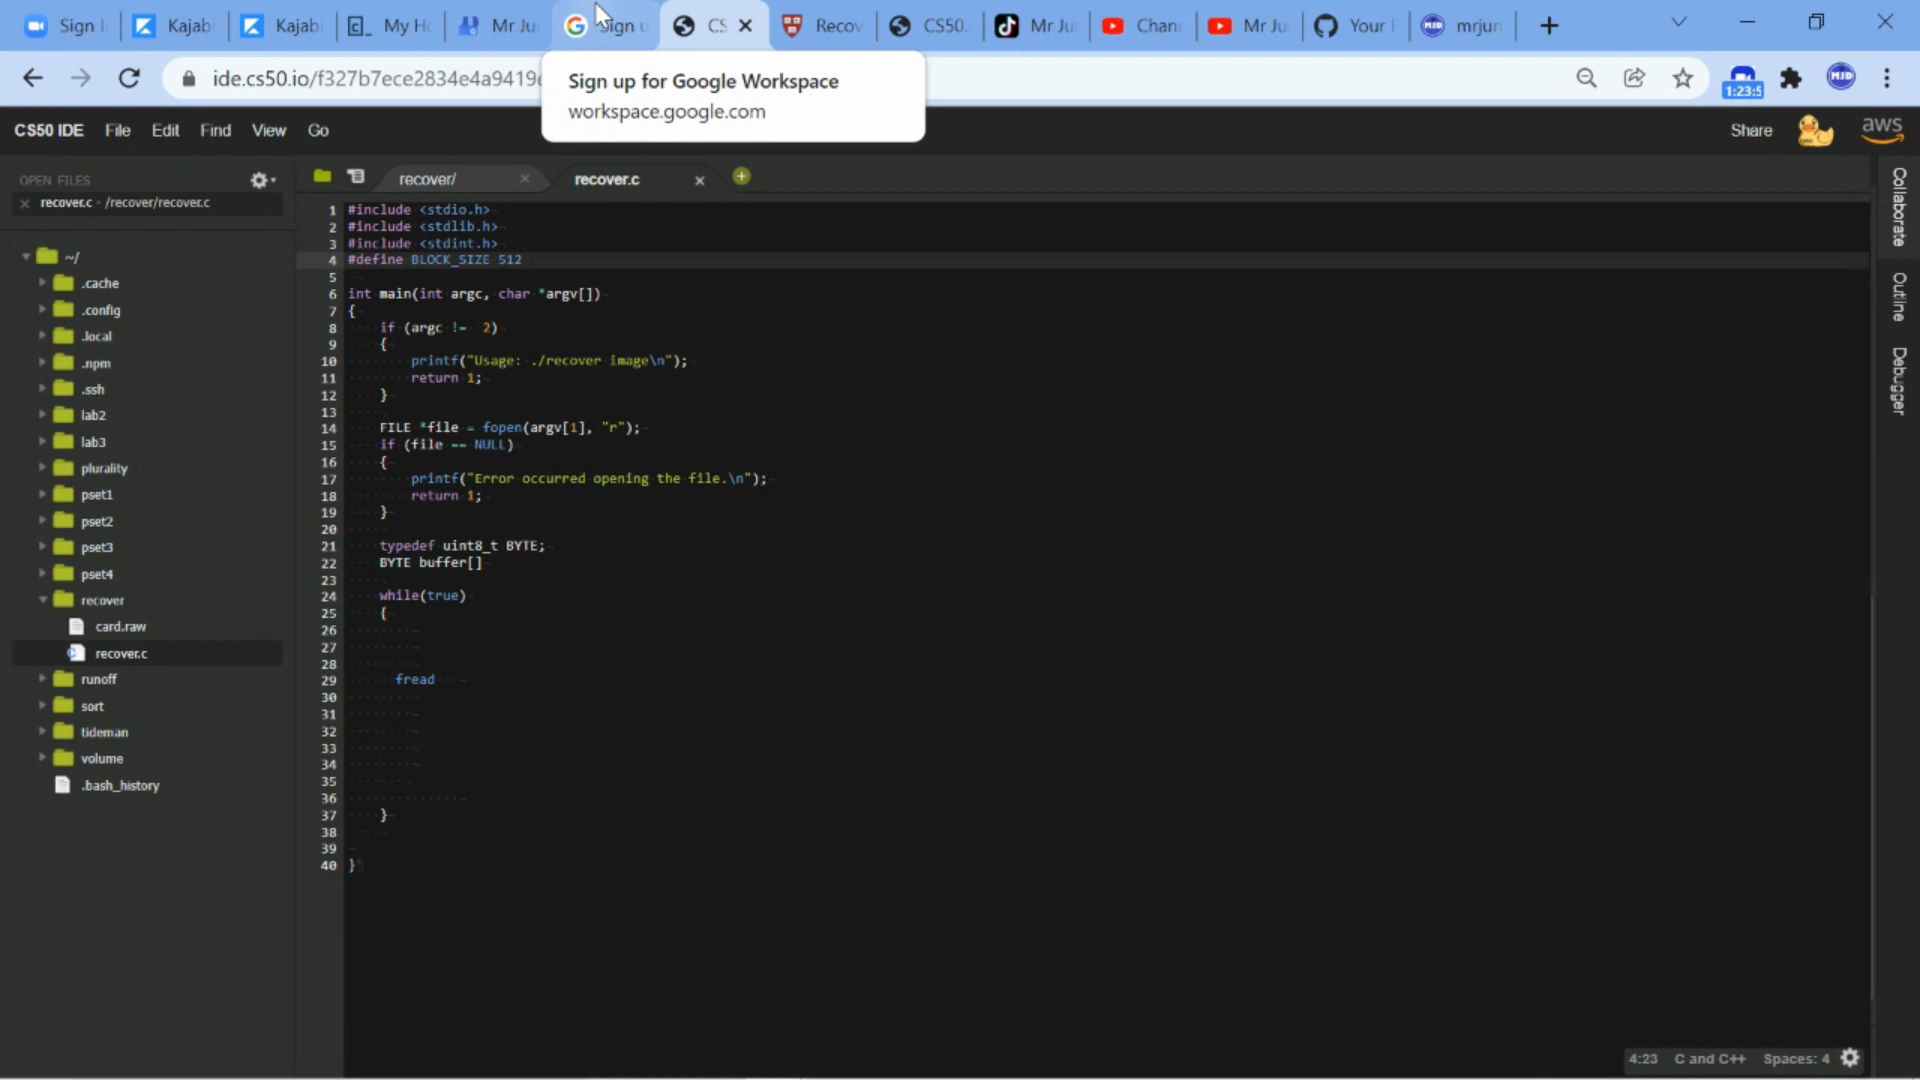 Sign I
Kajab
Kajab
My H
Mr Ju
Sign u
CS
Recov
CS50.
Mr Ju
Chan
Mr Ju
Your
MJD
mrjun
ide.cs50.io/f327b7ece2834e4a9419
1:23:5
MJD
Sign up for Google Workspace
workspace.google.com
CS50 IDE File Edit Find View Go
Share
aws
OPEN FILES
recover/
recover.c
recover.c - /recover/recover.c
~/
.cache
.config
.local
.npm
.ssh
lab2
lab3
plurality
pset1
pset2
pset3
pset4
recover
card.raw
recover.c
runoff
sort
tideman
volume
.bash_history
1 #include <stdio.h>
2 #include <stdlib.h>
3 #include <stdint.h>
4 #define BLOCK_SIZE 512
5
6 int main(int argc, char *argv[])
7 {
8 if (argc != 2)
9 {
10 printf("Usage: ./recover image\n");
11 return 1;
12 }
13
14 FILE *file = fopen(argv[1], "r");
15 if (file == NULL)
16 {
17 printf("Error occurred opening the file.\n");
18 return 1;
19 }
20
21 typedef uint8_t BYTE;
22 BYTE buffer[]
23
24 while(true)
25 {
26
27
28
29 fread
30
31
32
33
34
35
36
37 }
38
39
40 }
Collaborate
Outline
Debugger
4:23 C and C++ Spaces: 4